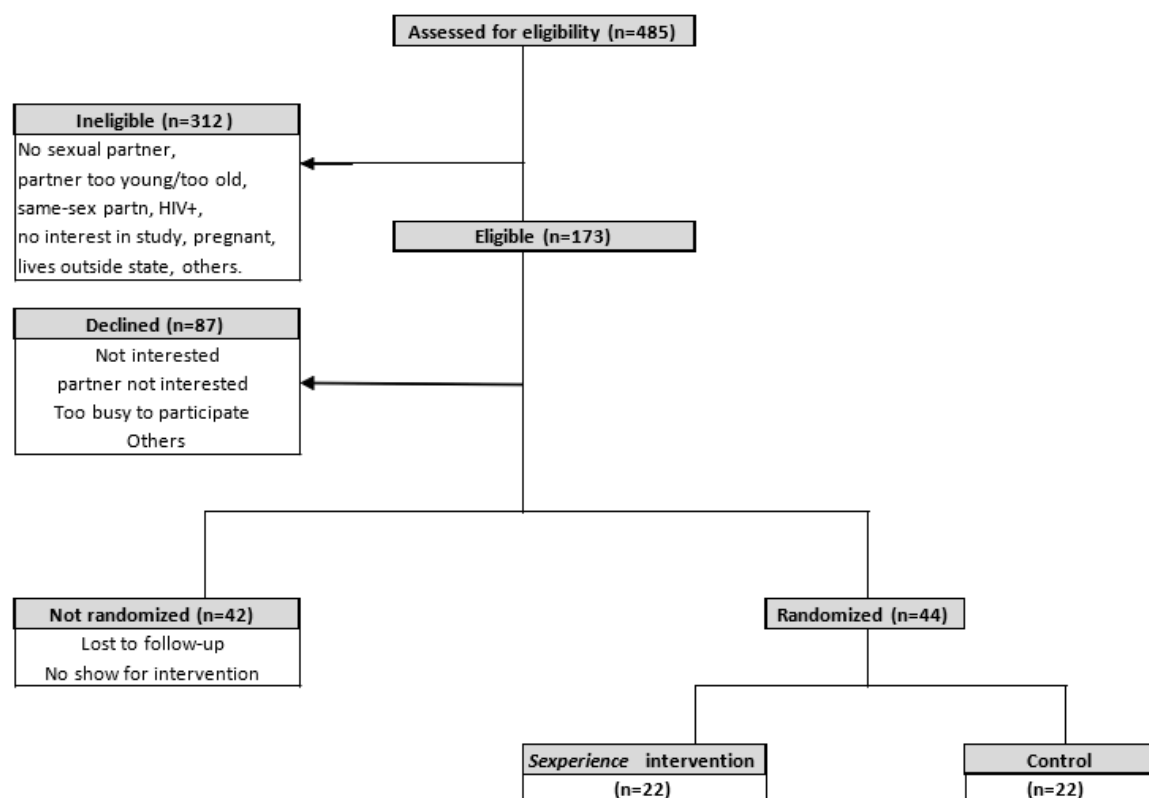 Assessed for eligibility (n=485)
Ineligible (n=312 )
No sexual partner,
partner too young/too old,
same-sex partn, HIV+,
no interest in study, pregnant,
lives outside state, others.
Eligible (n=173)
Declined (n=87)
Not interested
partner not interested
Too busy to participate
Others
Not randomized (n=42)
Lost to follow-up
No show for intervention
Randomized (n=44)
Sexperience intervention
(n=22)
Control
(n=22)